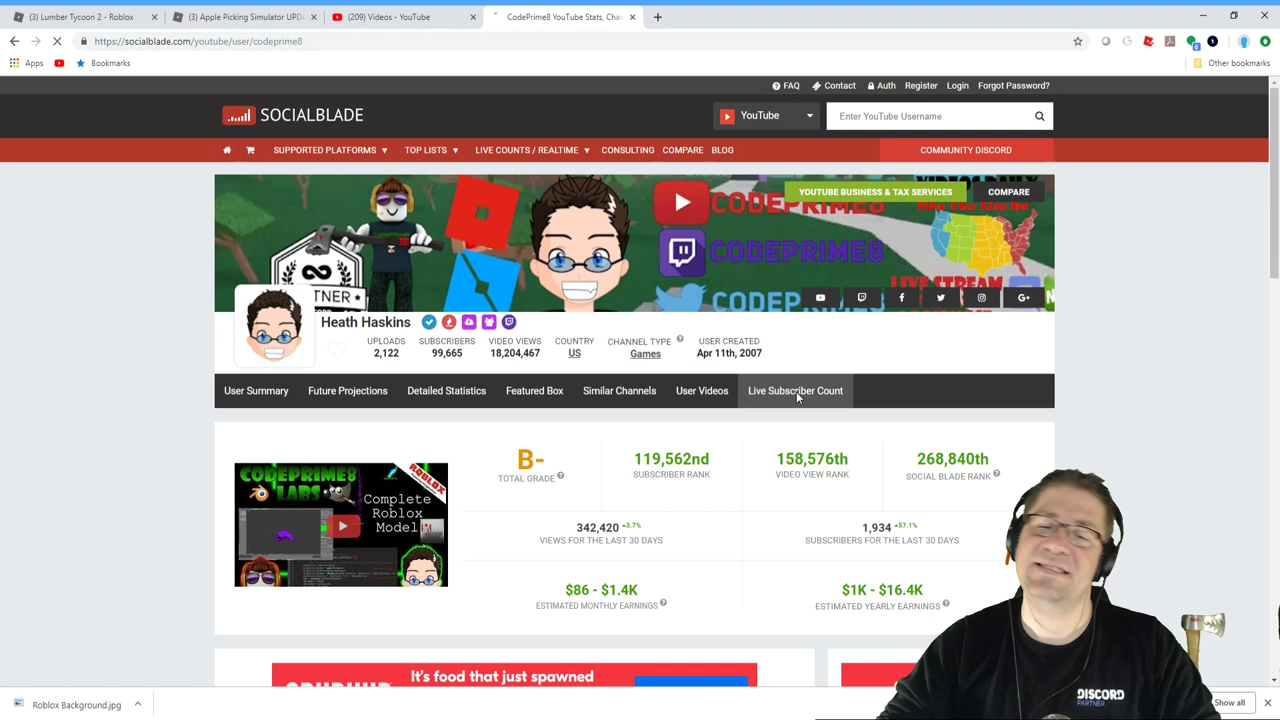 (3) Lumber Tycoon 2 - Roblox
(3) Apple Picking Simulator UPD
(209) Videos - YouTube
CodePrime8 YouTube Stats, Cha
https://socialblade.com/youtube/user/codeprime8
Apps
Bookmarks
Other bookmarks
FAQ
Contact
Auth
Register
Login
Forgot Password?
SOCIALBLADE
YouTube
Enter YouTube Username
SUPPORTED PLATFORMS
TOP LISTS
LIVE COUNTS / REALTIME
CONSULTING
COMPARE
BLOG
COMMUNITY DISCORD
YOUTUBE BUSINESS & TAX SERVICES
COMPARE
VIDEOS DAILY
CODEPRIME8
CODEPRIME8
CODEPRIME8
LIVE STREAM
Heath Haskins
UPLOADS
2,122
SUBSCRIBERS
99,665
VIDEO VIEWS
18,204,467
COUNTRY
US
CHANNEL TYPE
Games
USER CREATED
Apr 11th, 2007
User Summary
Future Projections
Detailed Statistics
Featured Box
Similar Channels
User Videos
Live Subscriber Count
CODEPRIME8
LABS
ROBLOX
Complete
Roblox
Model
B-
TOTAL GRADE
119,562nd
SUBSCRIBER RANK
158,576th
VIDEO VIEW RANK
268,840th
SOCIAL BLADE RANK
342,420 +3.7%
VIEWS FOR THE LAST 30 DAYS
1,934 +57.1%
SUBSCRIBERS FOR THE LAST 30 DAYS
$86 - $1.4K
ESTIMATED MONTHLY EARNINGS
$1K - $16.4K
ESTIMATED YEARLY EARNINGS
It's food that just spawned
DISCORD
PARTNER
Roblox Background.jpg
Show all